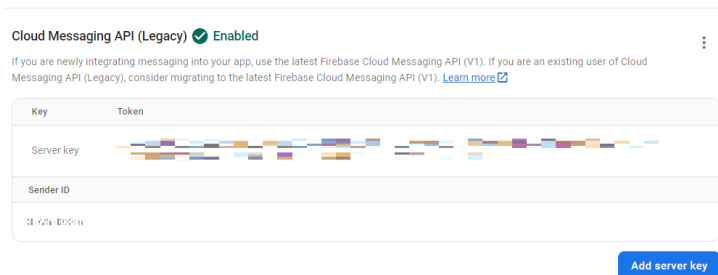 Cloud Messaging API (Legacy) Enabled
If you are newly integrating messaging into your app, use the latest Firebase Cloud Messaging API (V1). If you are an existing user of Cloud
Messaging API (Legacy), consider migrating to the latest Firebase Cloud Messaging API (V1). Learn more
Key Token
Server key
Sender ID
Add server key